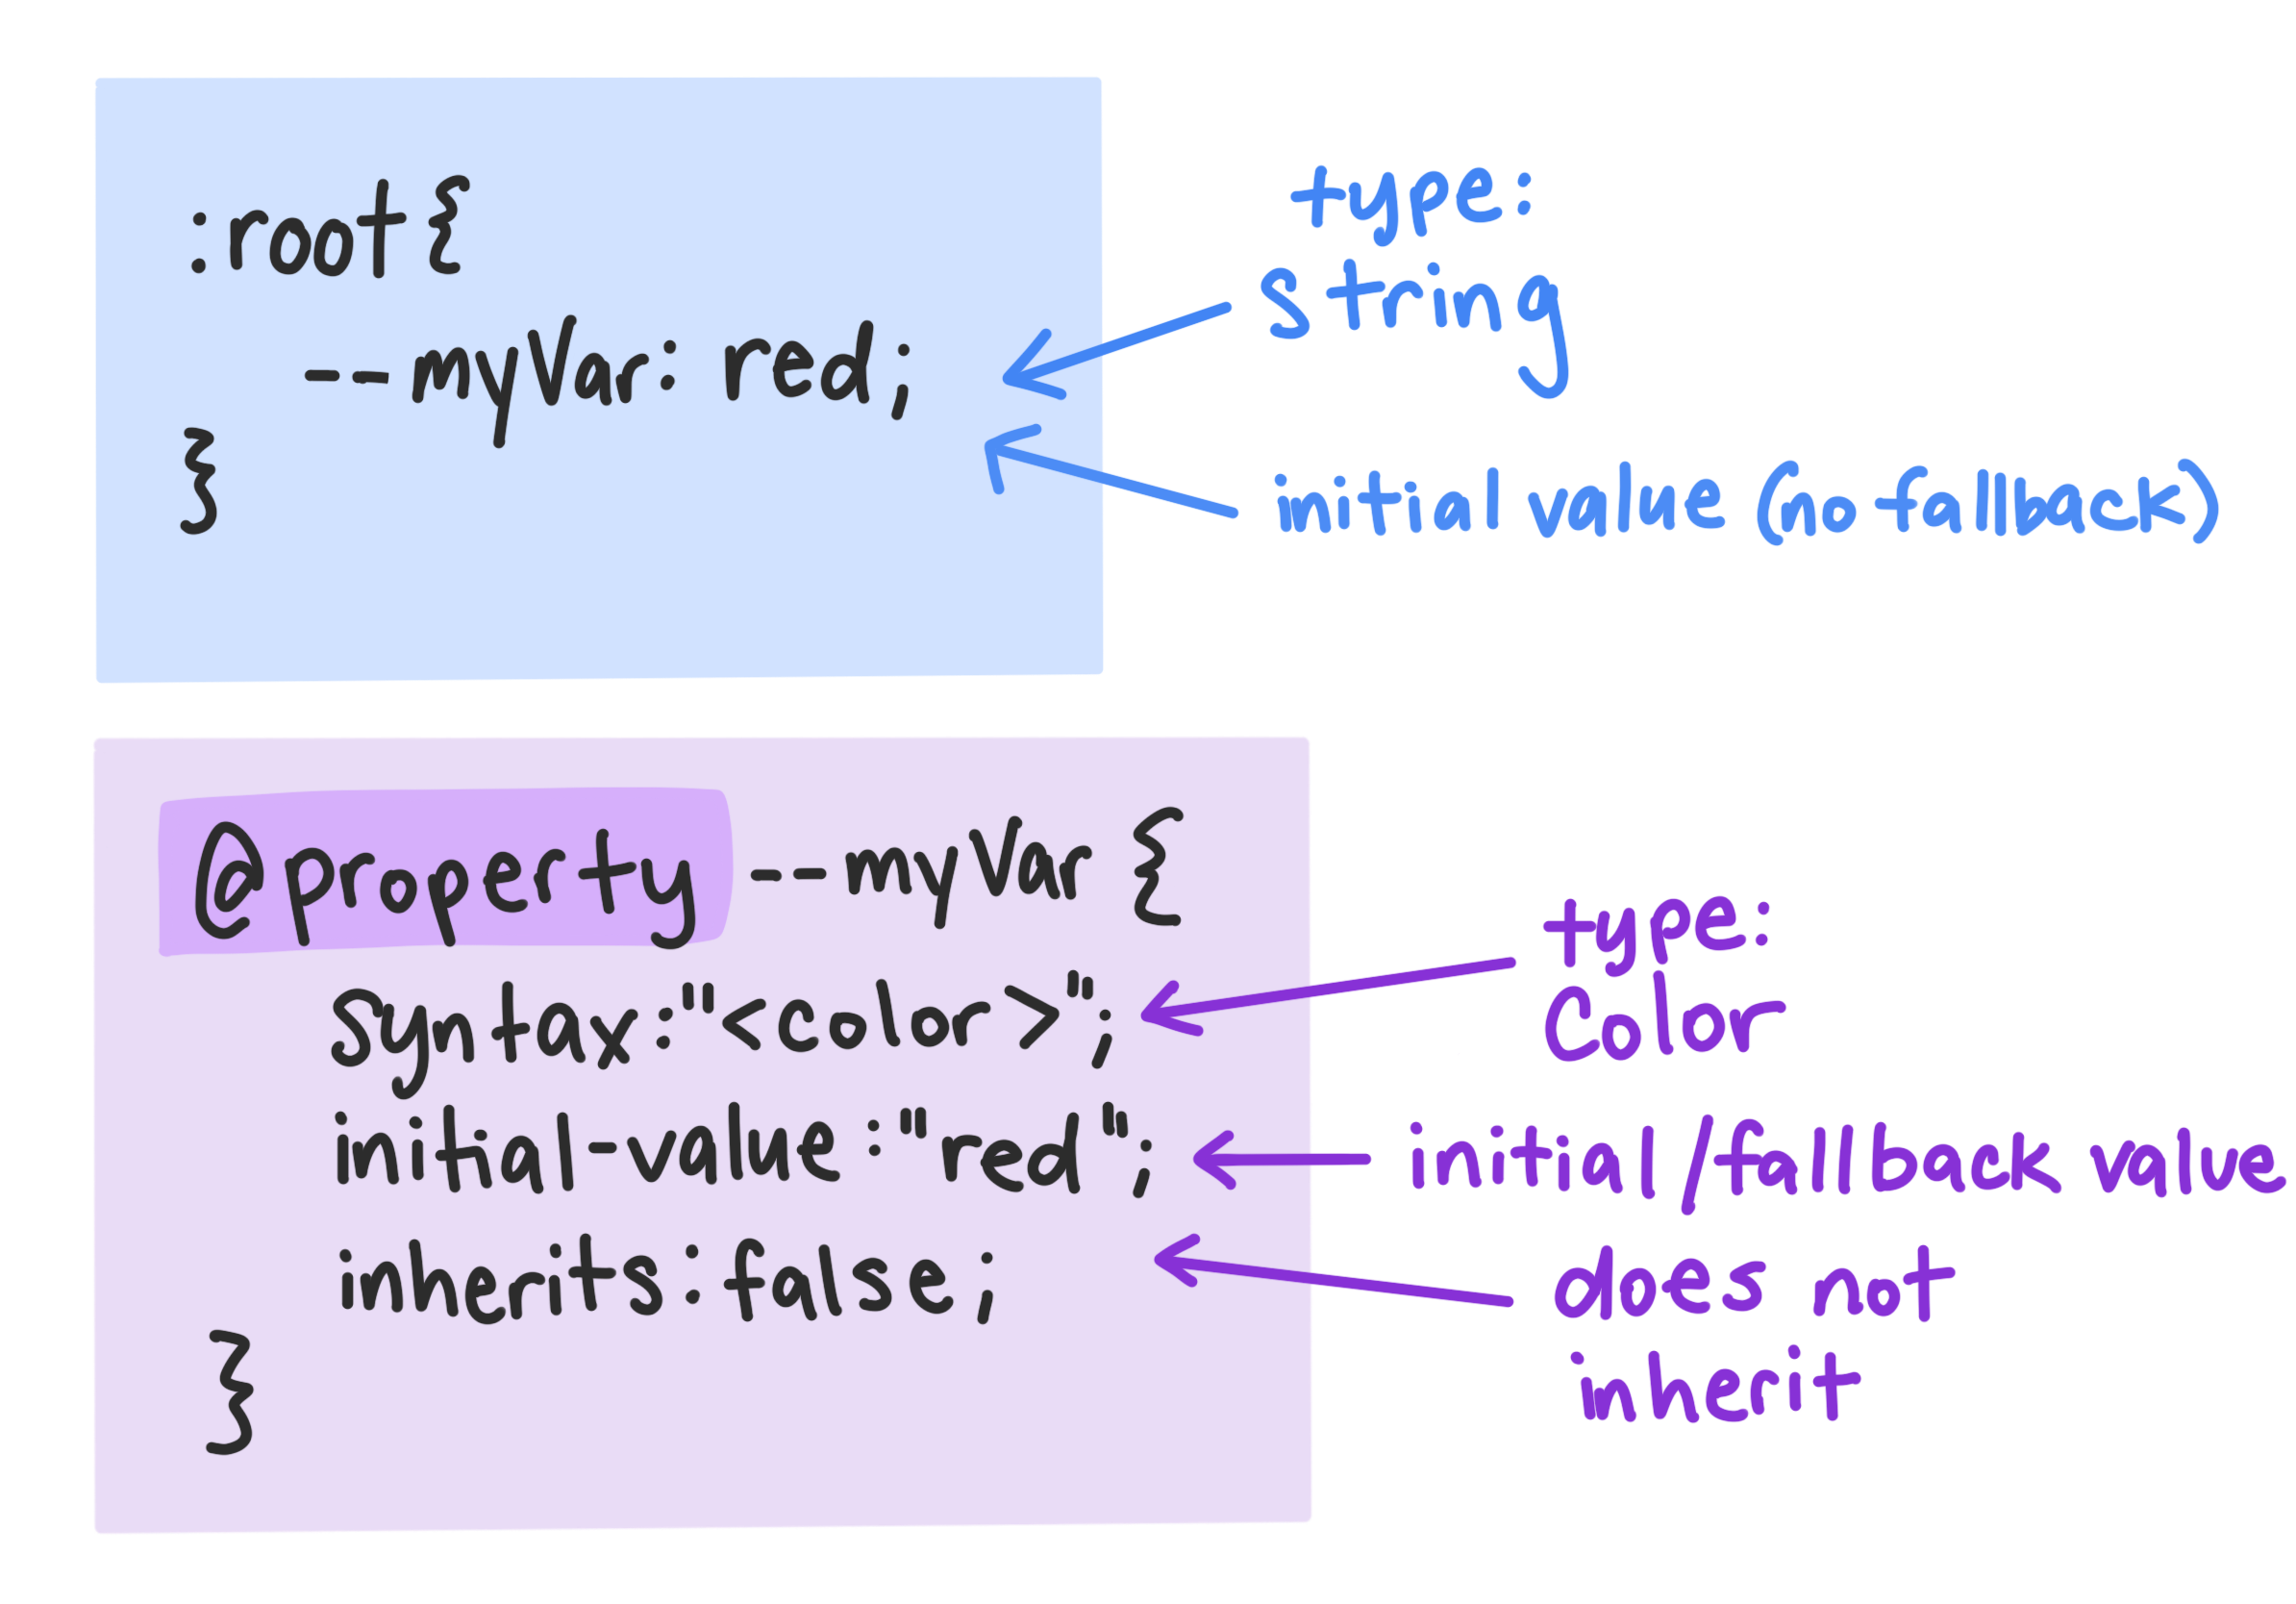 :root{
--myVar: red;
}
type:
String
initial value (no fallback)
@property --myVar {
syntax:"<color>";
initial-value:"red";
inherits:false;
}
type:
Color
initial/fallback value
does not
inherit